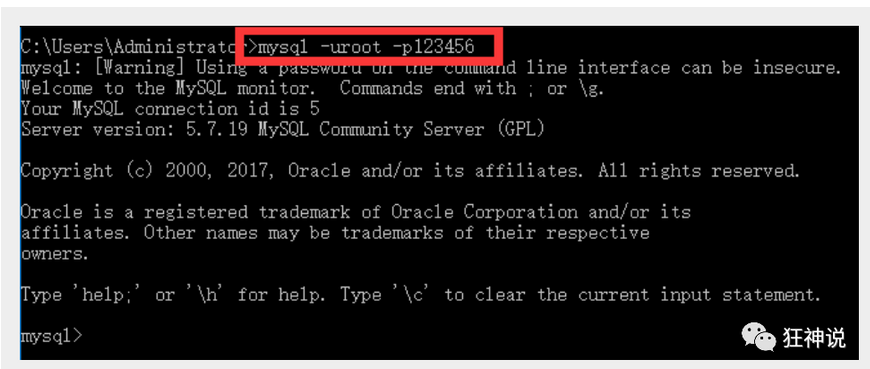 C:\Users\Administrator>mysql -uroot -p123456
mysql: [Warning] Using a password on the command line interface can be insecure.
Welcome to the MySQL monitor.  Commands end with ; or \g.
Your MySQL connection id is 5
Server version: 5.7.19 MySQL Community Server (GPL)
Copyright (c) 2000, 2017, Oracle and/or its affiliates. All rights reserved.
Oracle is a registered trademark of Oracle Corporation and/or its
affiliates. Other names may be trademarks of their respective
owners.
Type 'help;' or '\h' for help. Type '\c' to clear the current input statement.
mysql>
狂神说